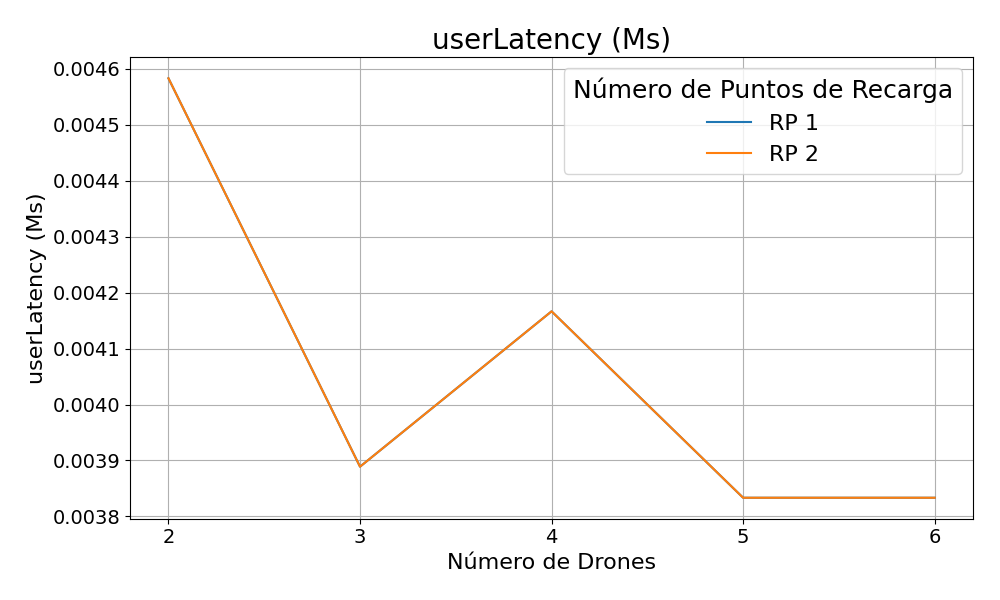 userLatency (Ms)
Número de Puntos de Recarga
RP 1
RP 2
userLatency (Ms)
0.0046
0.0045
0.0044
0.0043
0.0042
0.0041
0.0040
0.0039
0.0038
2 3 4 5 6
Número de Drones